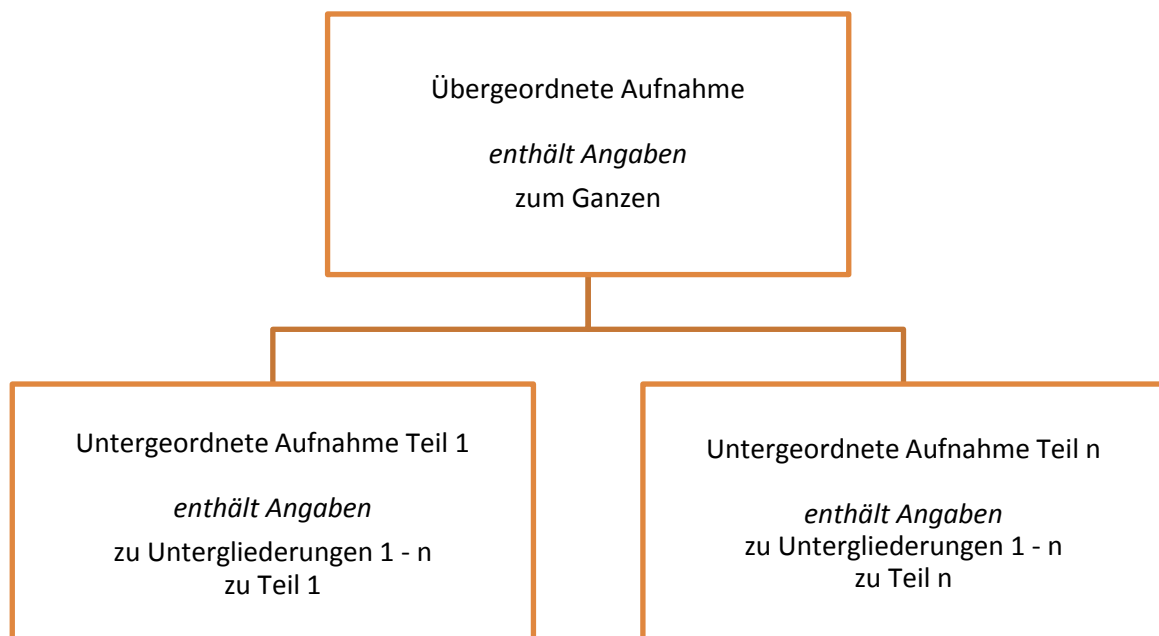 Übergeordnete Aufnahme
enthält Angaben
zum Ganzen
Untergeordnete Aufnahme Teil 1
enthält Angaben
zu Untergliederungen 1 - n
zu Teil 1
Untergeordnete Aufnahme Teil n
enthält Angaben
zu Untergliederungen 1 - n
zu Teil n